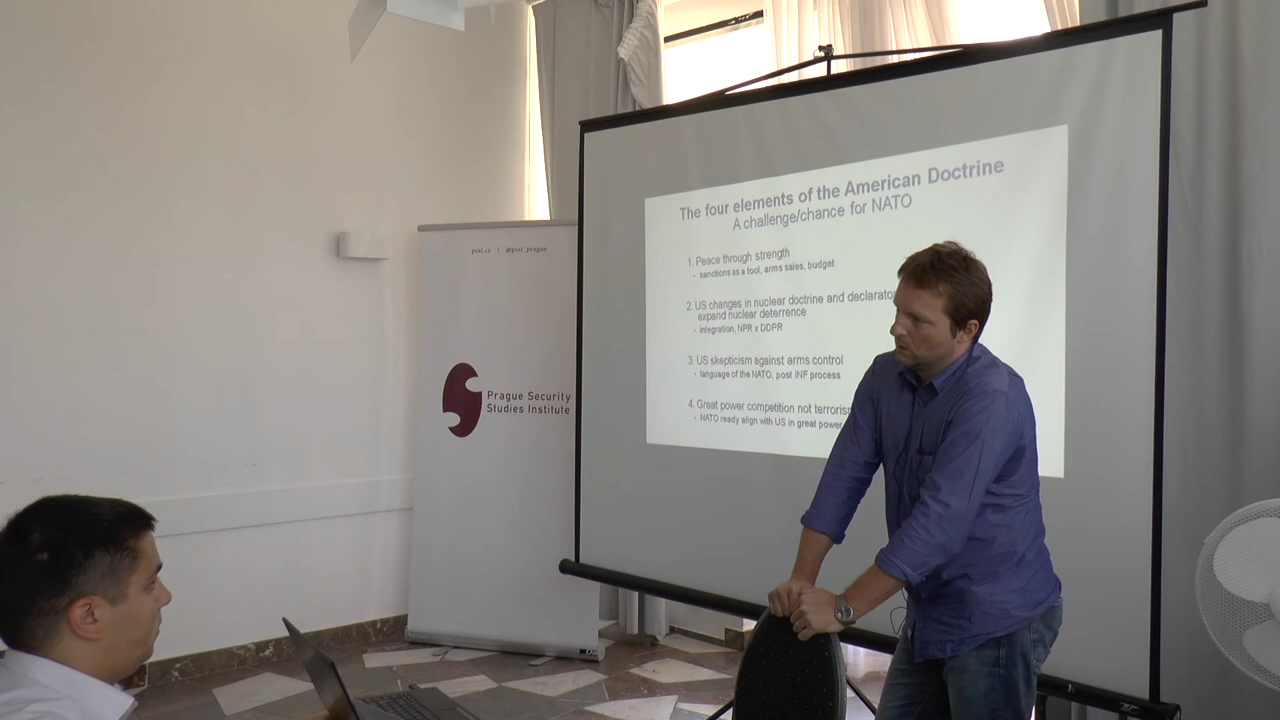 pssi.cz | @pssi_prague
Prague Security
Studies Institute
The four elements of the American Doctrine
A challenge/chance for NATO
1. Peace through strength
• sanctions as a tool, arms sales, budget
2. US changes in nuclear doctrine and declarato
expand nuclear deterrence
• integration, NPR x DDPR
3. US skepticism against arms control
• language of the NATO, post INF process
4. Great power competition not terroris
• NATO ready align with US in great power